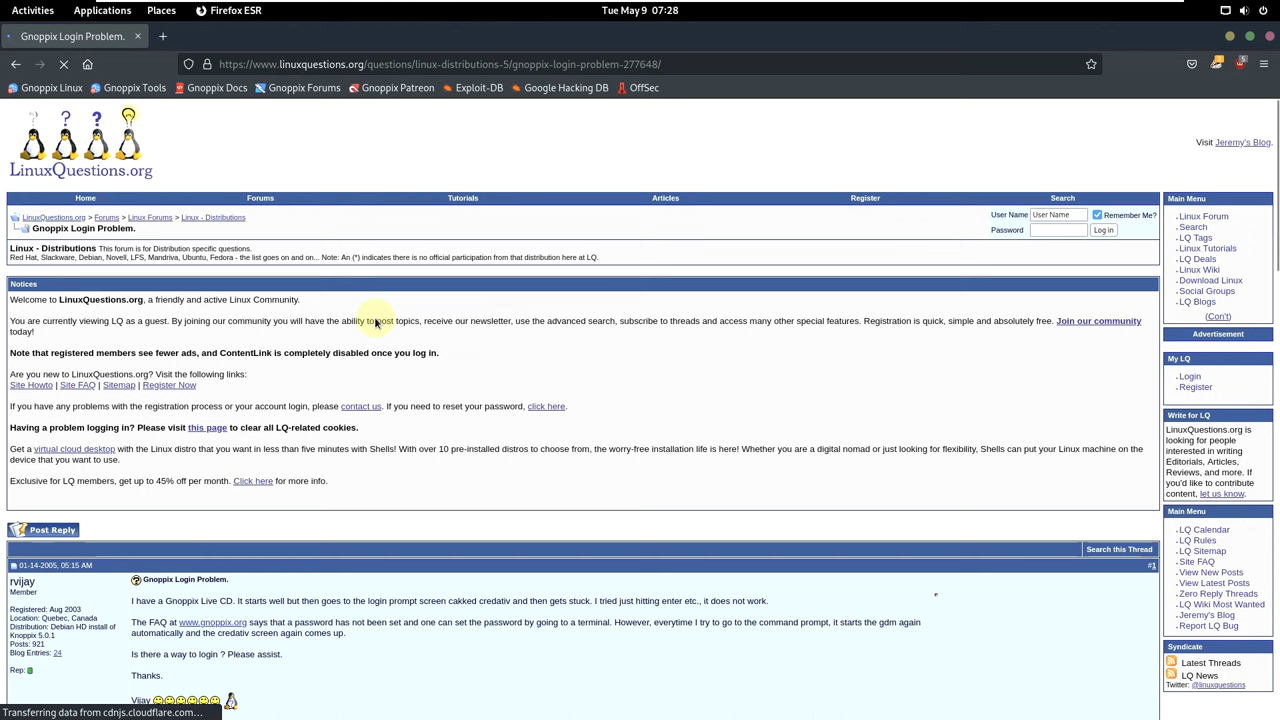 Activities Applications Places Firefox ESR Tue May 9 07:28
Gnoppix Login Problem.
https://www.linuxquestions.org/questions/linux-distributions-5/gnoppix-login-problem-277648/
5
Gnoppix Linux Gnoppix Tools Gnoppix Docs Gnoppix Forums Gnoppix Patreon Exploit-DB Google Hacking DB OffSec
? ? ?
LinuxQuestions.org
Visit Jeremy's Blog.
Home Forums Tutorials Articles Register Search
LinuxQuestions.org > Forums > Linux Forums > Linux - Distributions
Gnoppix Login Problem.
User Name User Name Remember Me?
Password Log in
Linux - Distributions This forum is for Distribution specific questions.
Red Hat, Slackware, Debian, Novell, LFS, Mandriva, Ubuntu, Fedora - the list goes on and on... Note: An (*) indicates there is no official participation from that distribution here at LQ.
Notices
Welcome to LinuxQuestions.org, a friendly and active Linux Community.
You are currently viewing LQ as a guest. By joining our community you will have the ability to post topics, receive our newsletter, use the advanced search, subscribe to threads and access many other special features. Registration is quick, simple and absolutely free. Join our community
today!
Note that registered members see fewer ads, and ContentLink is completely disabled once you log in.
Are you new to LinuxQuestions.org? Visit the following links:
Site Howto | Site FAQ | Sitemap | Register Now
If you have any problems with the registration process or your account login, please contact us. If you need to reset your password, click here.
Having a problem logging in? Please visit this page to clear all LQ-related cookies.
Get a virtual cloud desktop with the Linux distro that you want in less than five minutes with Shells! With over 10 pre-installed distros to choose from, the worry-free installation life is here! Whether you are a digital nomad or just looking for flexibility, Shells can put your Linux machine on the
device that you want to use.
Exclusive for LQ members, get up to 45% off per month. Click here for more info.
Post Reply
Search this Thread
01-14-2005, 05:15 AM #1
rvijay
Member
Registered: Aug 2003
Location: Quebec, Canada
Distribution: Debian HD install of
Knoppix 5.0.1
Posts: 921
Blog Entries: 24
Rep:
Gnoppix Login Problem.
I have a Gnoppix Live CD. It starts well but then goes to the login prompt screen cakked credativ and then gets stuck. I tried just hitting enter etc., it does not work.
The FAQ at www.gnoppix.org says that a password has not been set and one can set the password by going to a terminal. However, everytime I try to go to the command prompt, it starts the gdm again
automatically and the credativ screen again comes up.
Is there a way to login ? Please assist.
Thanks.
Vijay
Main Menu
Linux Forum
Search
LQ Tags
Linux Tutorials
LQ Deals
Linux Wiki
Download Linux
Social Groups
LQ Blogs
(Con't)
Advertisement
My LQ
Login
Register
Write for LQ
LinuxQuestions.org is
looking for people
interested in writing
Editorials, Articles,
Reviews, and more. If
you'd like to contribute
content, let us know.
Main Menu
LQ Calendar
LQ Rules
LQ Sitemap
Site FAQ
View New Posts
View Latest Posts
Zero Reply Threads
LQ Wiki Most Wanted
Jeremy's Blog
Report LQ Bug
Syndicate
Latest Threads
LQ News
Twitter: @linuxquestions
Transferring data from cdnjs.cloudflare.com...